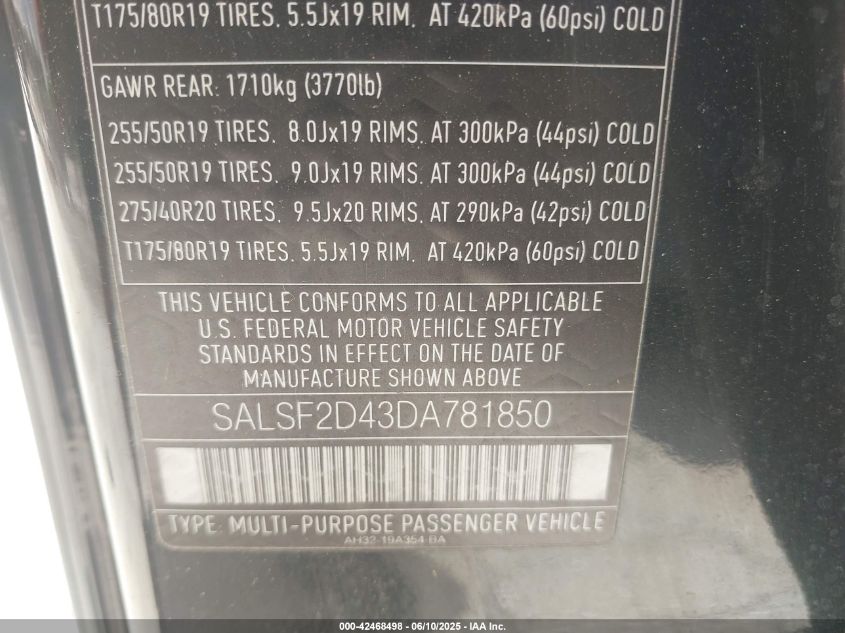 T175/80R19 TIRES, 5.5Jx19 RIM, AT 420kPa (60psi) COLD
GAWR REAR: 1710kg (3770lb)
255/50R19 TIRES, 8.0Jx19 RIMS, AT 300kPa (44psi) COLD
255/50R19 TIRES, 9.0Jx19 RIMS, AT 300kPa (44psi) COLD
275/40R20 TIRES, 9.5Jx20 RIMS, AT 290kPa (42psi) COLD
T175/80R19 TIRES, 5.5Jx19 RIM, AT 420kPa (60psi) COLD
THIS VEHICLE CONFORMS TO ALL APPLICABLE
U.S. FEDERAL MOTOR VEHICLE SAFETY
STANDARDS IN EFFECT ON THE DATE OF
MANUFACTURE SHOWN ABOVE
SALSF2D43DA781850
TYPE: MULTI-PURPOSE PASSENGER VEHICLE
AH32-19A354-BA
000-42468498 - 06/10/2025 - IAA Inc.